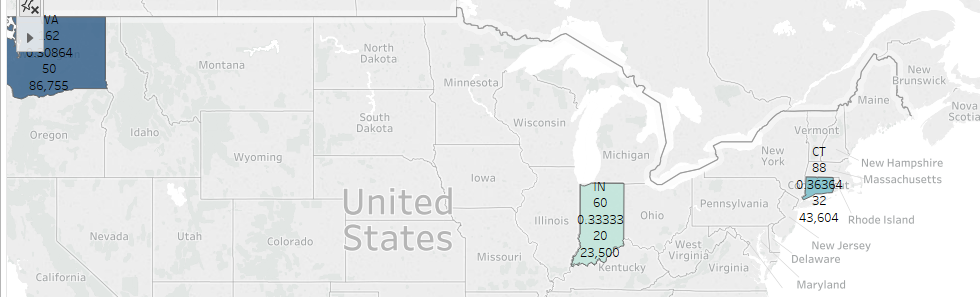 WA
50
86,755
Oregon
Idaho
Montana
Wyoming
Nevada
Utah
Colorado
California
North
Dakota
South
Dakota
Minnesota
Wisconsin
Iowa
Illinois
Missouri
United
States
Michigan
IN
60
0.33333
20
23,500
Ohio
Kentucky
West
Virginia
Virginia
Pennsylvania
New
York
Vermont
CT
88
0.36364
32
43,604
Maine
New
Brunswick
Nova
Scotia
New Hampshire
Massachusetts
Rhode Island
New Jersey
Delaware
Maryland